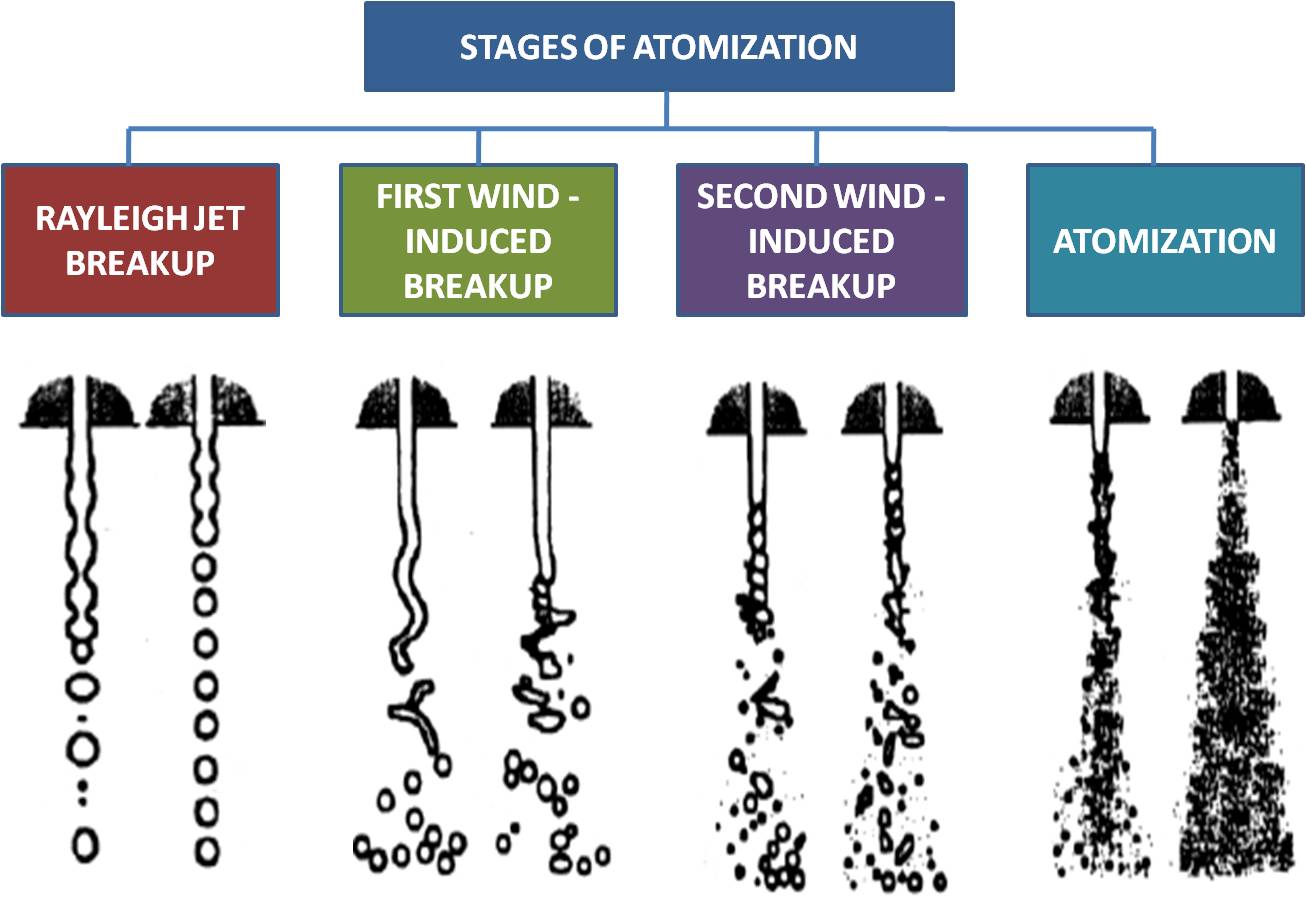 STAGES OF ATOMIZATION
RAYLEIGH JET
BREAKUP
FIRST WIND -
INDUCED
BREAKUP
SECOND WIND -
INDUCED
BREAKUP
ATOMIZATION